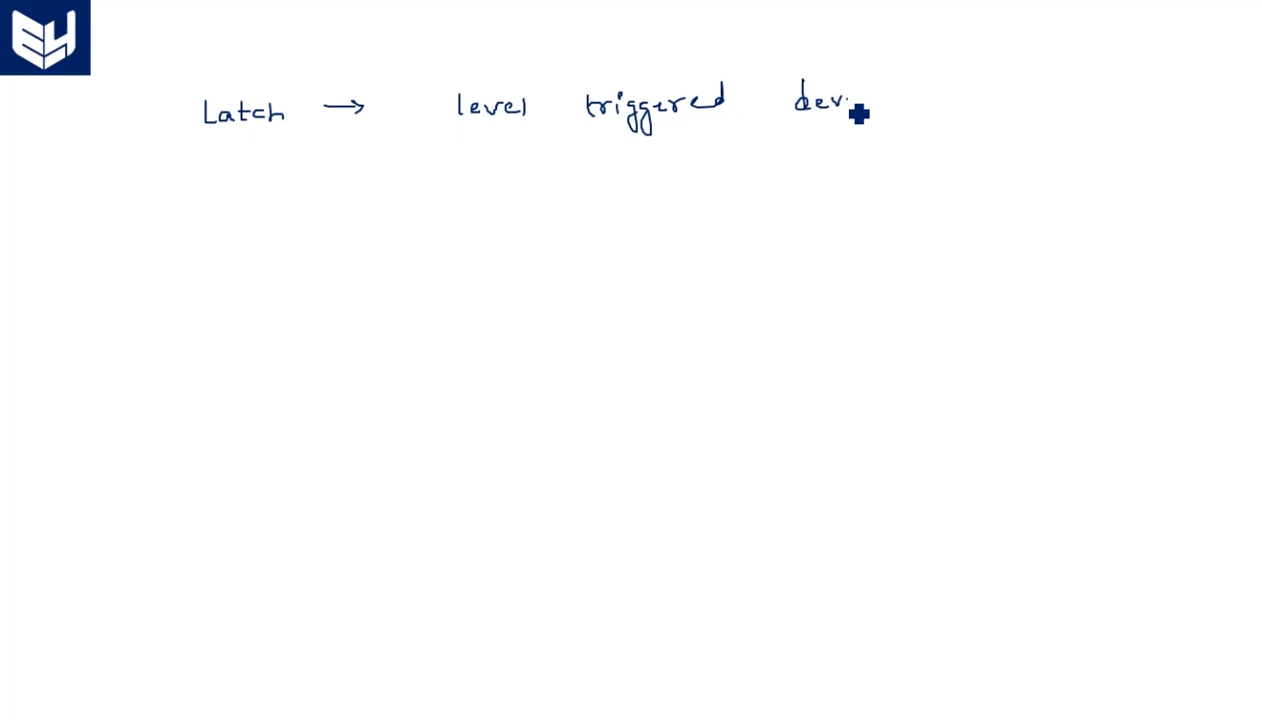 Latch → level triggered dev